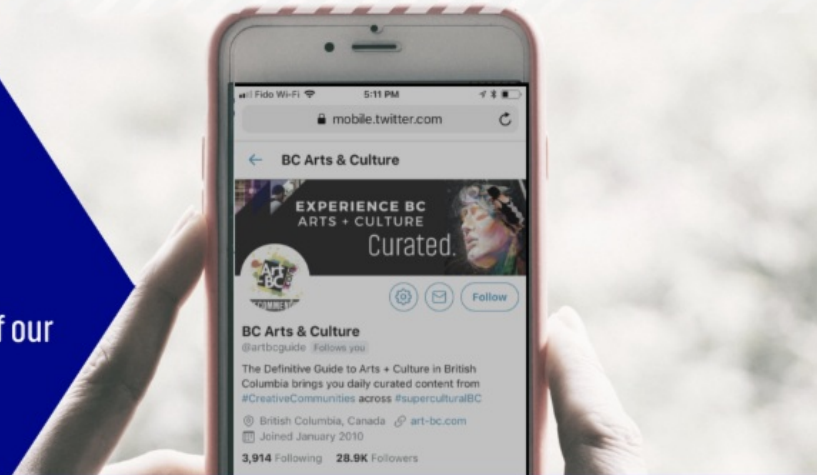 Fido Wi-Fi 5:11 PM
mobile.twitter.com
BC Arts & Culture
EXPERIENCE BC
ARTS + CULTURE
Curated.
Art
BC
Follow
BC Arts & Culture
@artbcguide Follows you
The Definitive Guide to Arts + Culture in British
Columbia brings you daily curated content from
#CreativeCommunities across #superculturalBC
British Columbia, Canada art-bc.com
Joined January 2010
3,914 Following 28.9K Followers
our